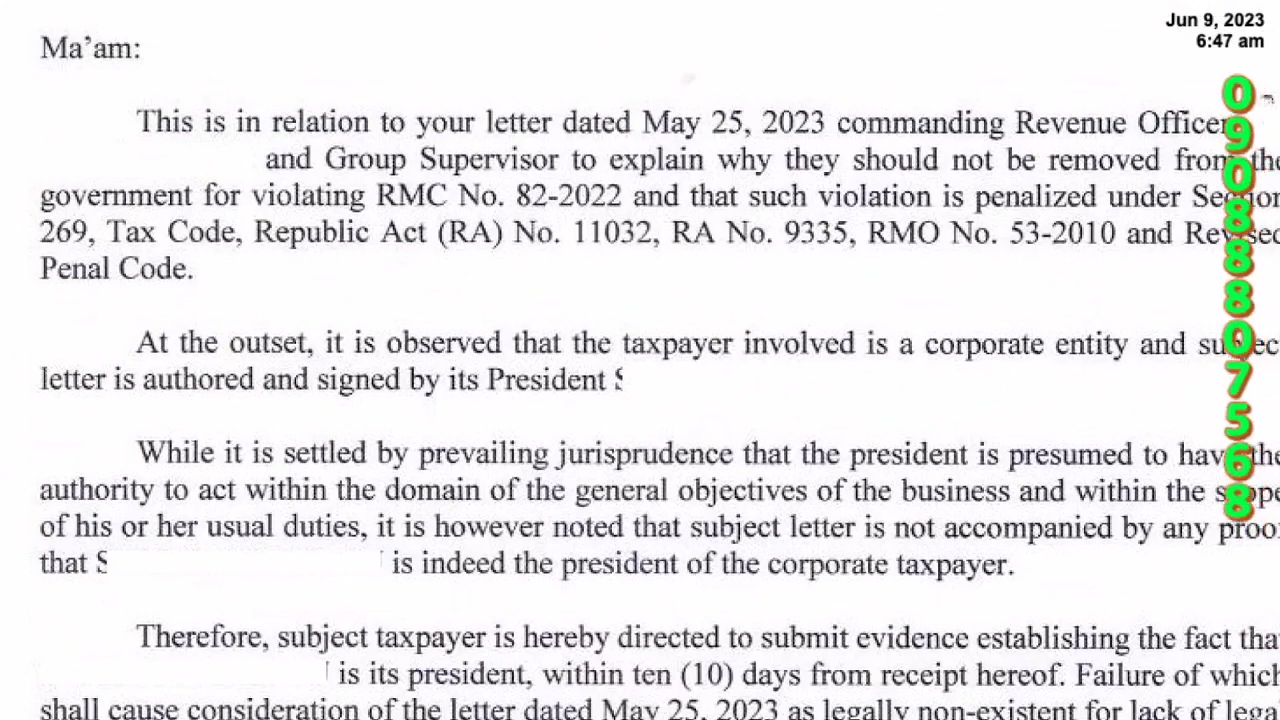 Jun 9, 2023
6:47 am
Ma’am:
This is in relation to your letter dated May 25, 2023 commanding Revenue Officer
and Group Supervisor to explain why they should not be removed from the
government for violating RMC No. 82-2022 and that such violation is penalized under Section
269, Tax Code, Republic Act (RA) No. 11032, RA No. 9335, RMO No. 53-2010 and Revised
Penal Code.
At the outset, it is observed that the taxpayer involved is a corporate entity and subjec
letter is authored and signed by its President S
While it is settled by prevailing jurisprudence that the president is presumed to have the
authority to act within the domain of the general objectives of the business and within the scope
of his or her usual duties, it is however noted that subject letter is not accompanied by any proof
that S is indeed the president of the corporate taxpayer.
Therefore, subject taxpayer is hereby directed to submit evidence establishing the fact tha
is its president, within ten (10) days from receipt hereof. Failure of which
shall cause consideration of the letter dated May 25, 2023 as legally non-existent for lack of lega
09088807568